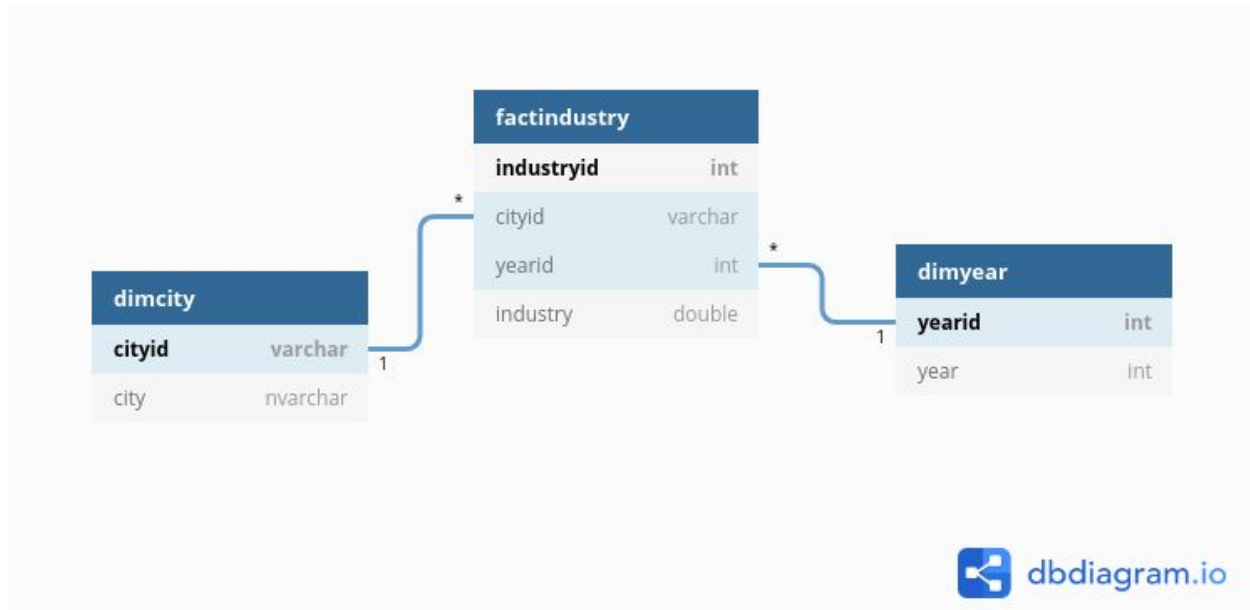 factindustry
industryid int
cityid varchar
yearid int
industry double
*
*
dimcity
cityid varchar
city nvarchar
1
dimyear
yearid int
year int
1
dbdiagram.io